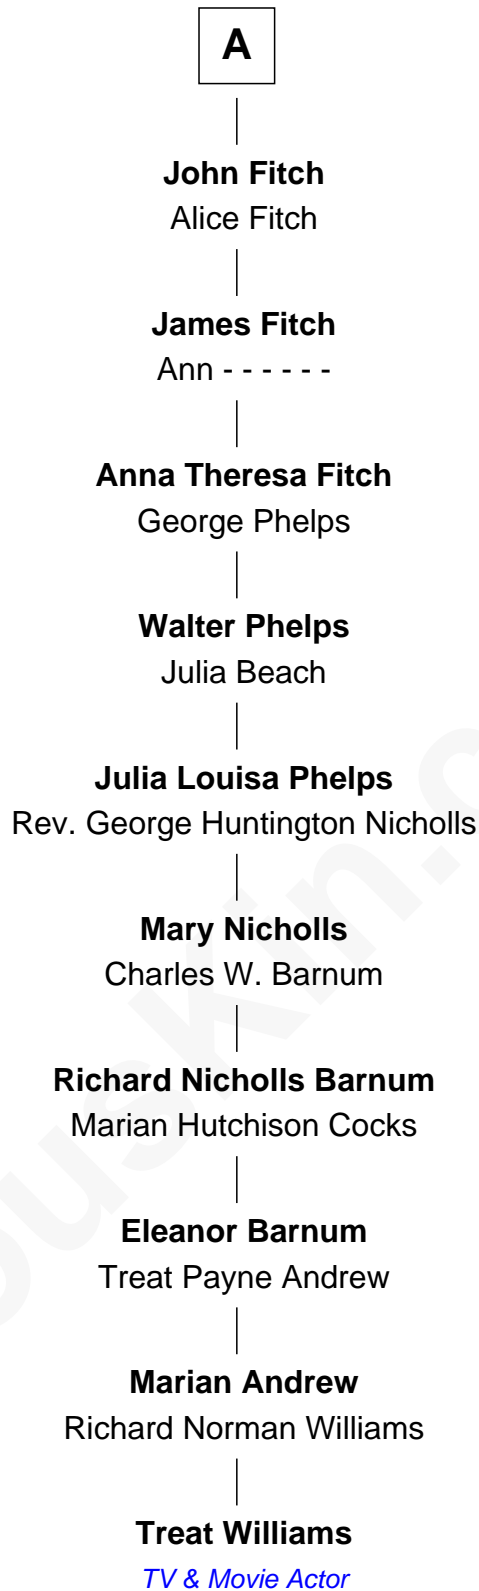 A
John Fitch
Alice Fitch
James Fitch
Ann - - - - - -
Anna Theresa Fitch
George Phelps
Walter Phelps
Julia Beach
Julia Louisa Phelps
Rev. George Huntington Nicholls
Mary Nicholls
Charles W. Barnum
Richard Nicholls Barnum
Marian Hutchison Cocks
Eleanor Barnum
Treat Payne Andrew
Marian Andrew
Richard Norman Williams
Treat Williams
TV & Movie Actor